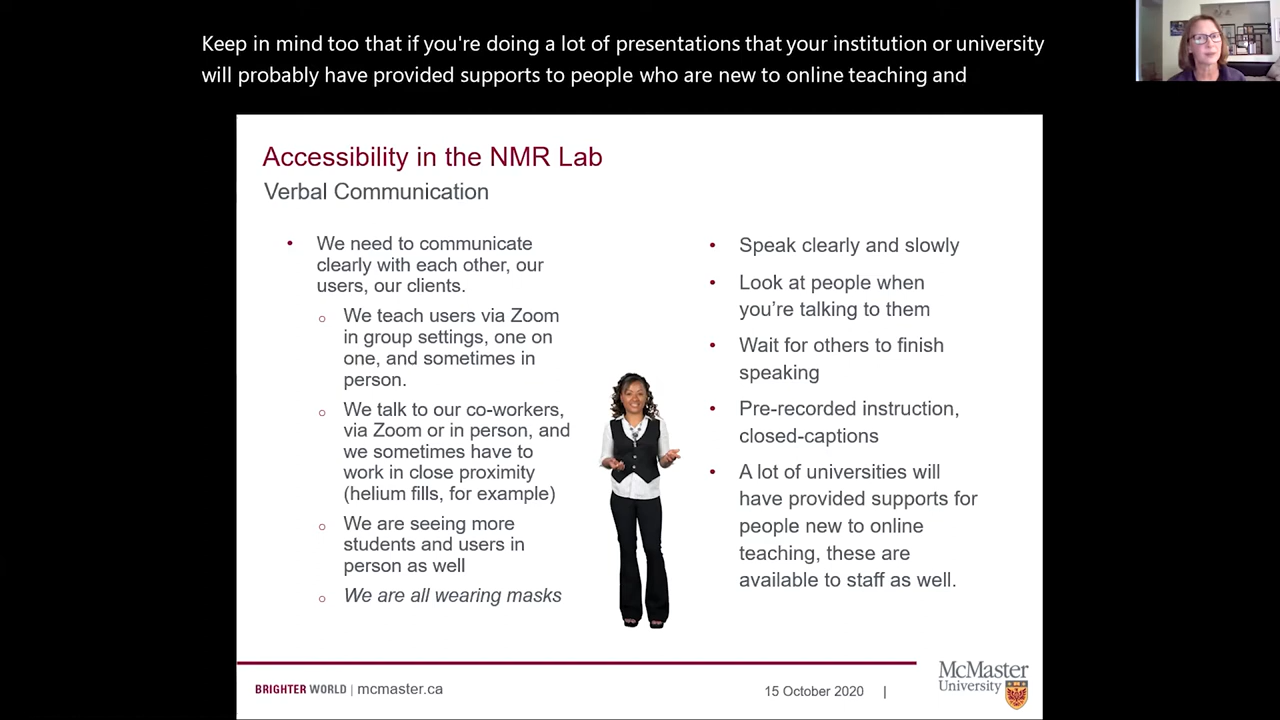 Keep in mind too that if you're doing a lot of presentations that your institution or university
will probably have provided supports to people who are new to online teaching and
Accessibility in the NMR Lab
Verbal Communication
• We need to communicate
clearly with each other, our
users, our clients.
o We teach users via Zoom
in group settings, one on
one, and sometimes in
person.
o We talk to our co-workers,
via Zoom or in person, and
we sometimes have to
work in close proximity
(helium fills, for example)
o We are seeing more
students and users in
person as well
o We are all wearing masks
• Speak clearly and slowly
• Look at people when
you're talking to them
• Wait for others to finish
speaking
• Pre-recorded instruction,
closed-captions
• A lot of universities will
have provided supports for
people new to online
teaching, these are
available to staff as well.
BRIGHTER WORLD | mcmaster.ca
15 October 2020 |
McMaster
University